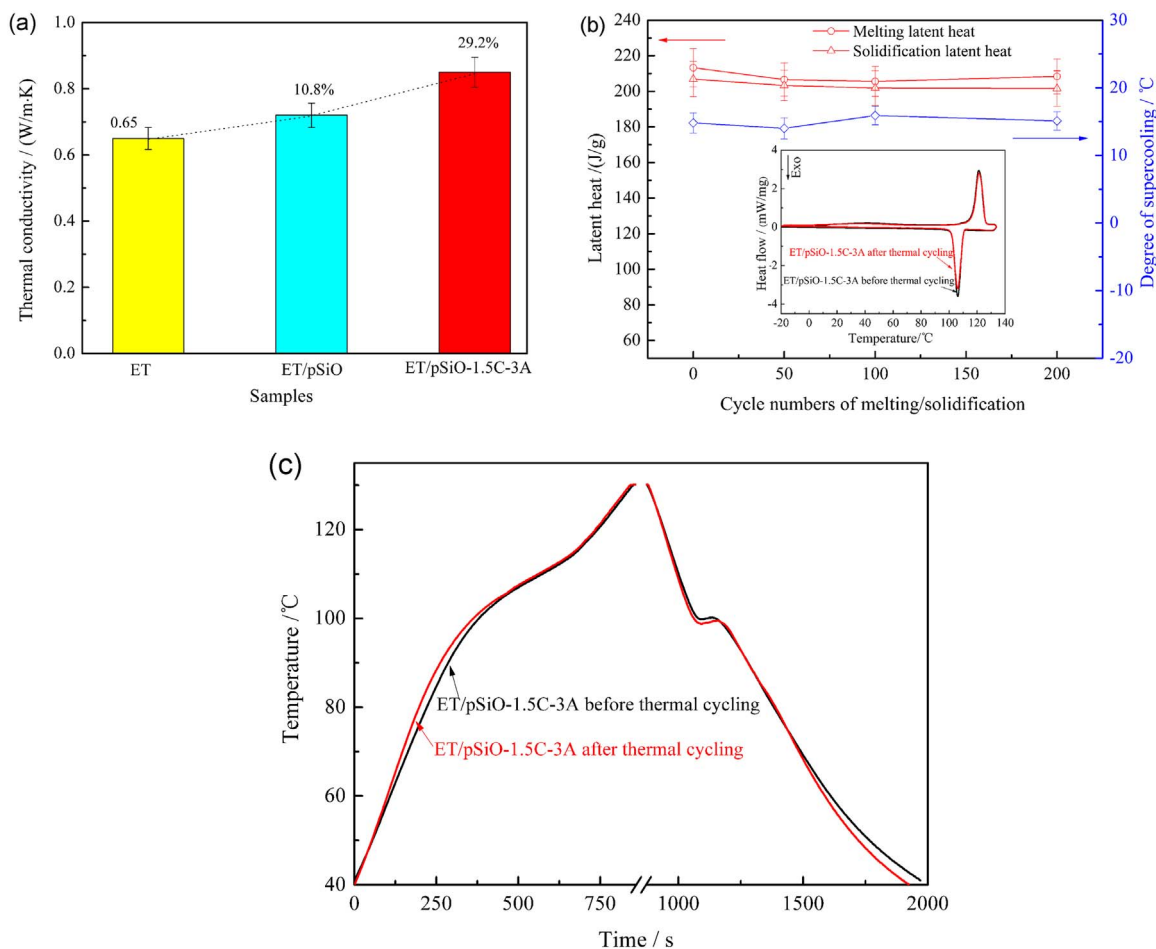 (a)
Thermal conductivity / (W/m·K)
1.0
0.8
0.6
0.4
0.2
0.0
0.65
10.8%
29.2%
ET
ET/pSiO
ET/pSiO-1.5C-3A
Samples
(b)
Latent heat /(J/g)
240
220
200
180
160
140
120
100
80
60
Melting latent heat
Solidification latent heat
30
20
10
0
-10
-20
Degree of supercooling / ℃
Exo
Heat flow / (mW/mg)
4
2
0
-2
-4
ET/pSiO-1.5C-3A after thermal cycling
ET/pSiO-1.5C-3A before thermal cycling
-20 0 20 40 60 80 100 120 140
Temperature/℃
0 50 100 150 200
Cycle numbers of melting/solidification
(c)
Temperature /℃
120
100
80
60
40
ET/pSiO-1.5C-3A before thermal cycling
ET/pSiO-1.5C-3A after thermal cycling
0 250 500 750 1000 1500 2000
Time / s